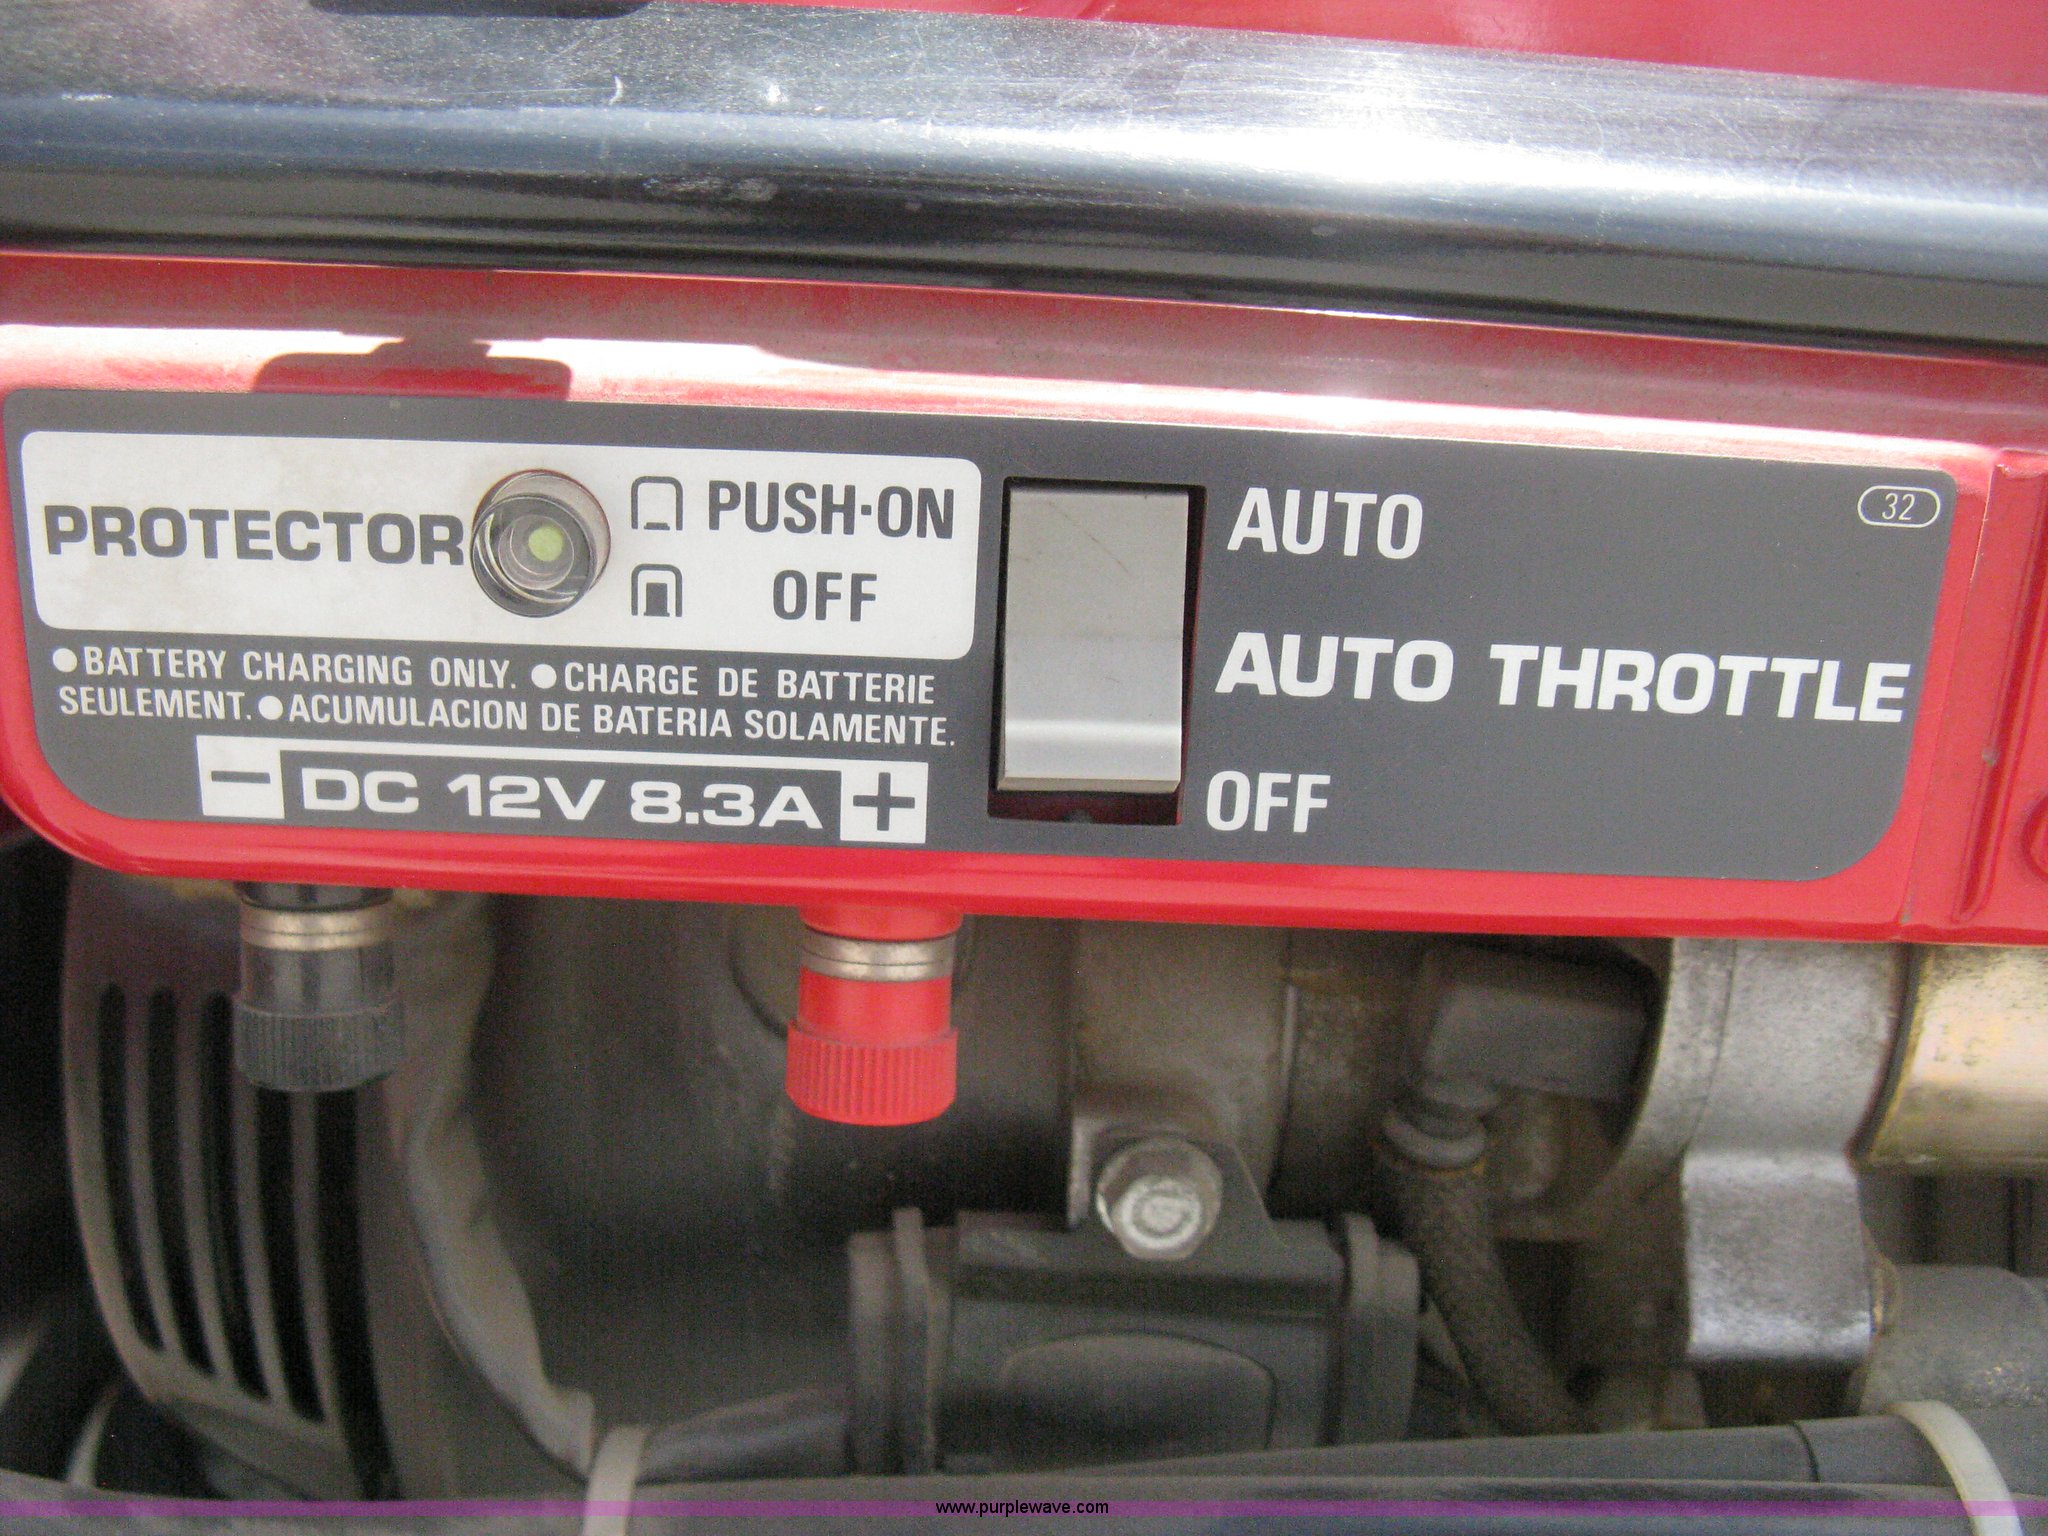 PROTECTOR
PUSH·ON
OFF
●BATTERY CHARGING ONLY. ●CHARGE DE BATTERIE
SEULEMENT. ●ACUMULACION DE BATERIA SOLAMENTE.
− DC 12V 8.3A +
AUTO
AUTO THROTTLE
OFF
32
www.purplewave.com